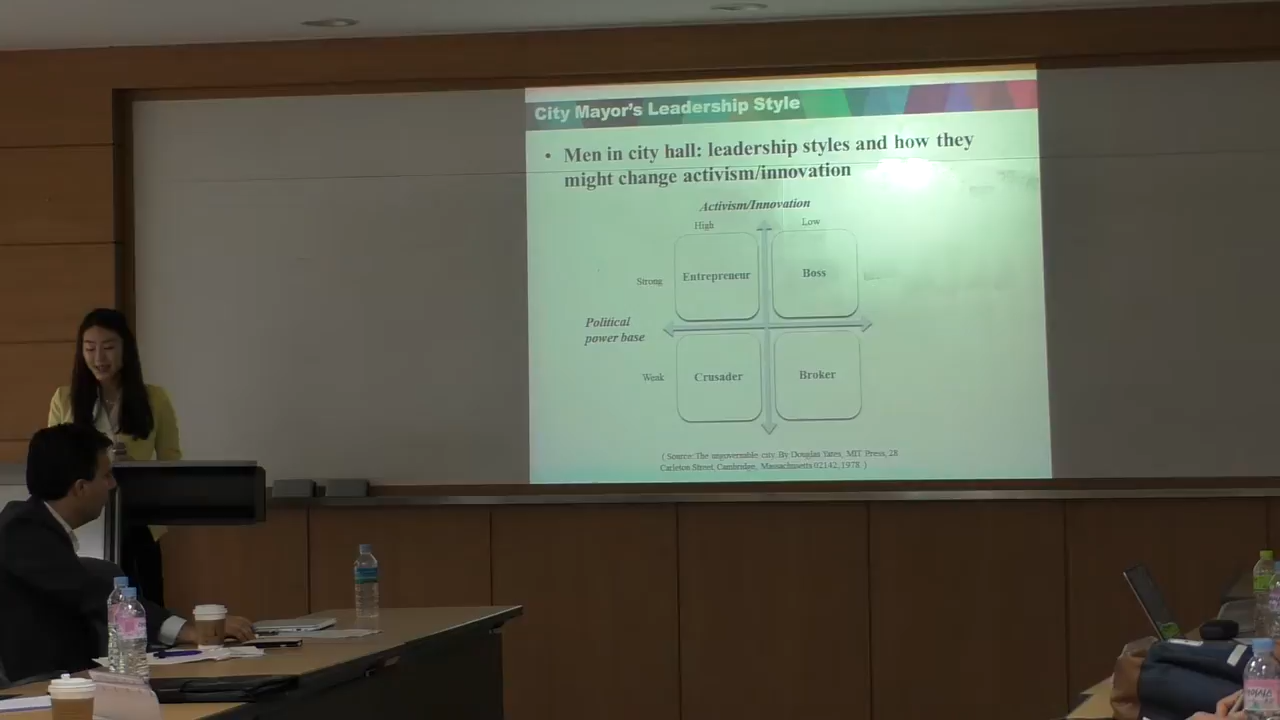 City Mayor's Leadership Style
• Men in city hall: leadership styles and how they
might change activism/innovation
Activism/Innovation
High Low
Strong Entrepreneur Boss
Political
power base
Weak Crusader Broker
( Source: The ungovernable city. By Douglas Yates, MIT Press, 28
Carleton Street, Cambridge, Massachusetts 02142, 1978. )